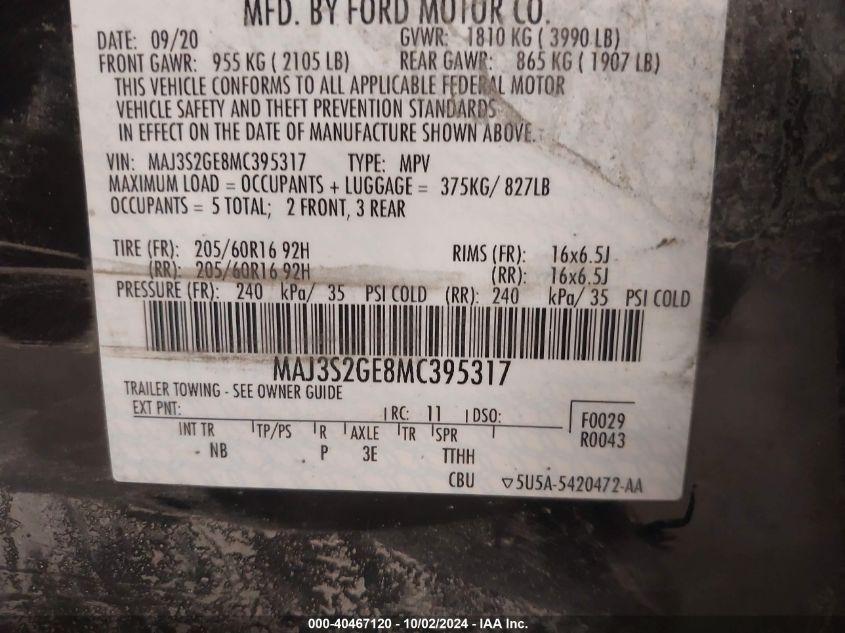 MFD. BY FORD MOTOR CO.
DATE: 09/20 GVWR: 1810 KG ( 3990 LB)
FRONT GAWR: 955 KG ( 2105 LB) REAR GAWR: 865 KG ( 1907 LB)
THIS VEHICLE CONFORMS TO ALL APPLICABLE FEDERAL MOTOR
VEHICLE SAFETY AND THEFT PREVENTION STANDARDS
IN EFFECT ON THE DATE OF MANUFACTURE SHOWN ABOVE.
VIN: MAJ3S2GE8MC395317 TYPE: MPV
MAXIMUM LOAD = OCCUPANTS + LUGGAGE = 375KG/ 827LB
OCCUPANTS = 5 TOTAL; 2 FRONT, 3 REAR
TIRE (FR): 205/60R16 92H RIMS (FR): 16x6.5J
(RR): 205/60R16 92H (RR): 16x6.5J
PRESSURE (FR): 240 kPa/ 35 PSI COLD (RR): 240 kPa/ 35 PSI COLD
MAJ3S2GE8MC395317
TRAILER TOWING - SEE OWNER GUIDE
EXT PNT: RC: 11 DSO: F0029
R0043
INT TR TP/PS R AXLE TR SPR
NB P 3E TTHH
CBU ▽5U5A-5420472-AA
000-40467120 - 10/02/2024 - IAA Inc.